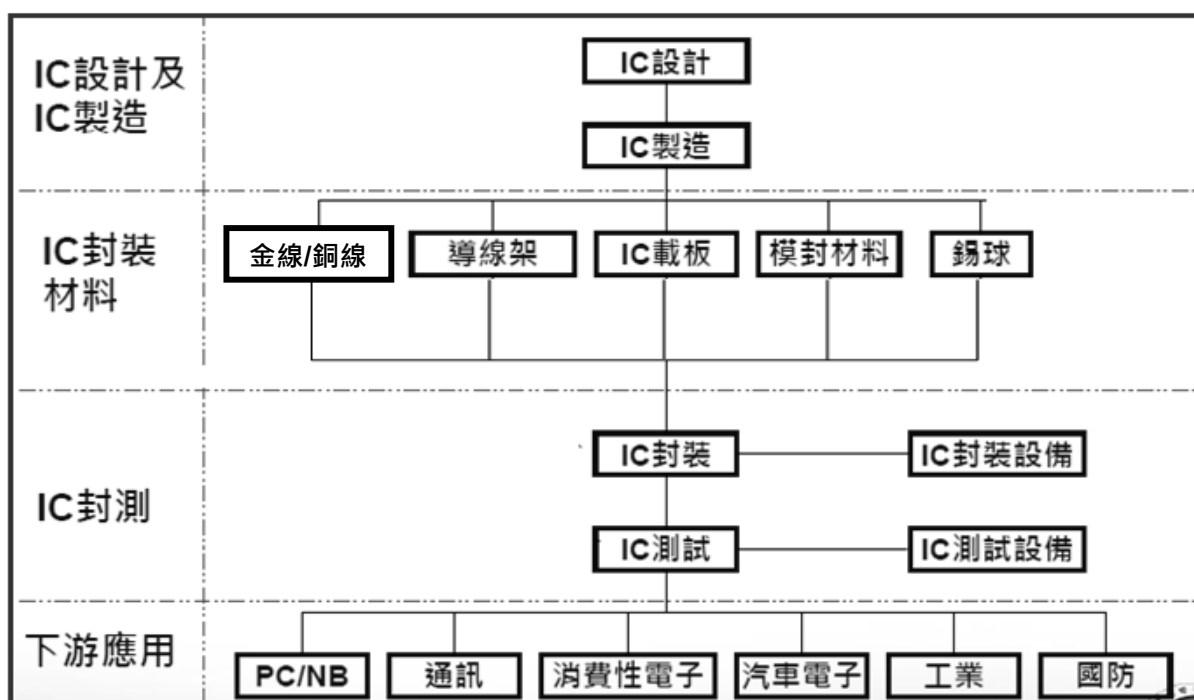 IC設計及
IC製造
IC設計
IC製造
IC封裝
材料
金線/銅線
導線架
IC載板
模封材料
錫球
IC封測
IC封裝
IC封裝設備
IC測試
IC測試設備
下游應用
PC/NB
通訊
消費性電子
汽車電子
工業
國防